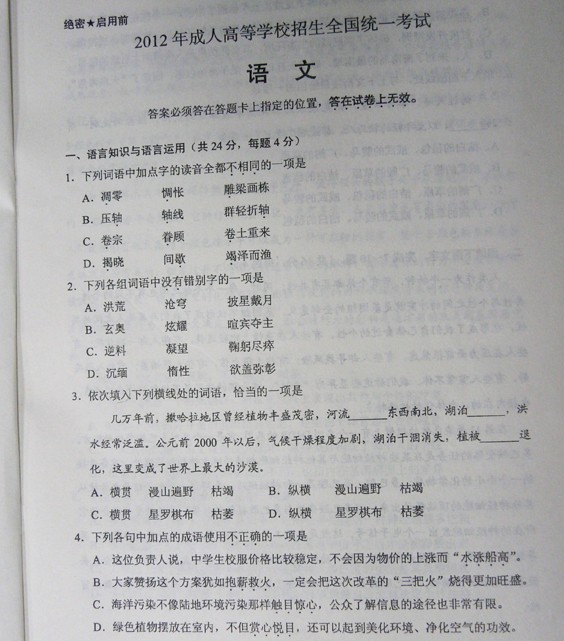 绝密★启用前
2012年成人高等学校招生全国统一考试
语 文
答案必须答在答题卡上指定的位置，答在试卷上无效。
一、语言知识与语言运用（共24分，每题4分）
1. 下列词语中加点字的读音全都不相同的一项是
A．凋零 惆怅 雕梁画栋
B．压轴 轴线 群轻折轴
C．卷宗 眷顾 卷土重来
D．揭晓 间歇 竭泽而渔
2. 下列各组词语中没有错别字的一项是
A．洪荒 沧穹 披星戴月
B．玄奥 炫耀 喧宾夺主
C．逆料 凝望 鞠躬尽瘁
D．沉缅 惰性 欲盖弥彰
3. 依次填入下列横线处的词语，恰当的一项是
几万年前，撒哈拉地区曾经植物丰盛茂密，河流______东西南北，湖泊______，洪
水经常泛滥。公元前 2000 年以后，气候干燥程度加剧，湖泊干涸消失，植被______退
化，这里变成了世界上最大的沙漠。
A．横贯 漫山遍野 枯竭 B．纵横 漫山遍野 枯竭
C．横贯 星罗棋布 枯萎 D．纵横 星罗棋布 枯萎
4. 下列各句中加点的成语使用不正确的一项是
A．这位负责人说，中学生校服价格比较稳定，不会因为物价的上涨而“水涨船高”。
B．大家赞扬这个方案犹如抱薪救火，一定会把这次改革的“三把火”烧得更加旺盛。
C．海洋污染不像陆地环境污染那样触目惊心，公众了解信息的途径也非常有限。
D．绿色植物摆放在室内，不但赏心悦目，还可以起到美化环境、净化空气的功效。